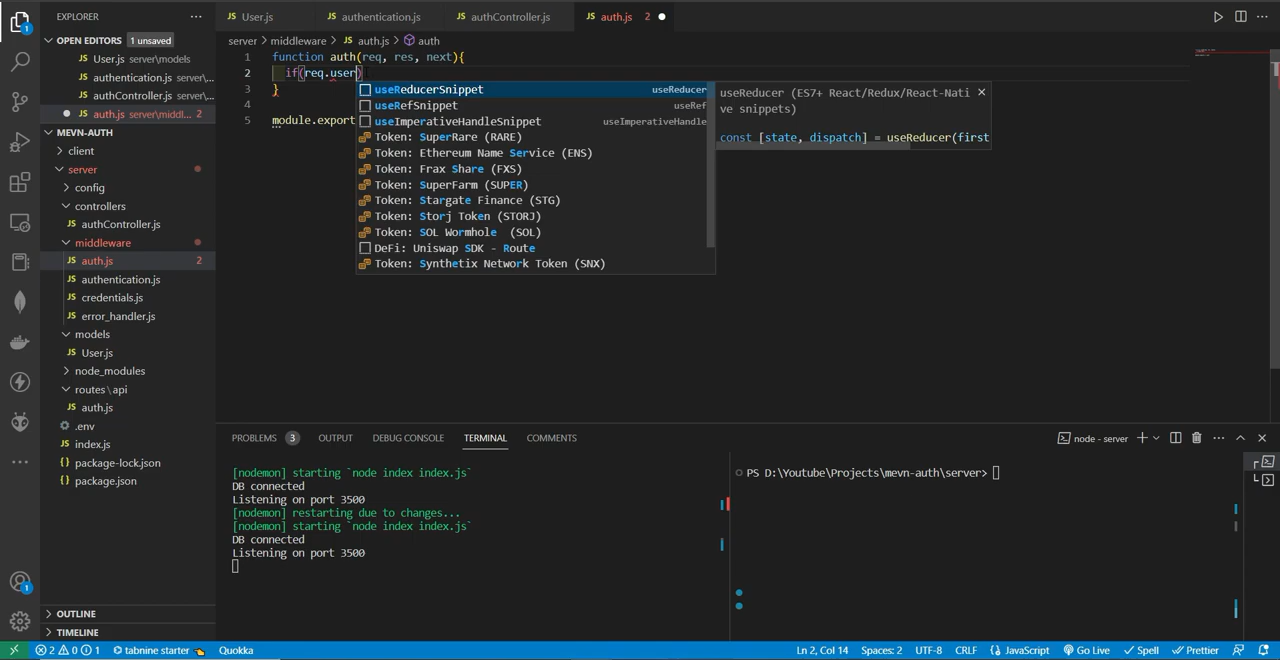 EXPLORER
OPEN EDITORS 1 unsaved
User.js server\models
authentication.js server\...
authController.js server\...
auth.js server\middl... 2
MEVN-AUTH
client
server
config
controllers
authController.js
middleware
auth.js 2
authentication.js
credentials.js
error_handler.js
models
User.js
node_modules
routes\api
auth.js
.env
index.js
package-lock.json
package.json
OUTLINE
TIMELINE
User.js authentication.js authController.js auth.js 2
server > middleware > auth.js > auth
1 function auth(req, res, next){
2 if(req.user)
3 }
4
5 module.export
useReducerSnippet useReducer
useRefSnippet useRef
useImperativeHandleSnippet useImperativeHandle
Token: SuperRare (RARE)
Token: Ethereum Name Service (ENS)
Token: Frax Share (FXS)
Token: SuperFarm (SUPER)
Token: Stargate Finance (STG)
Token: Storj Token (STORJ)
Token: SOL Wormhole (SOL)
DeFi: Uniswap SDK - Route
Token: Synthetix Network Token (SNX)
useReducer (ES7+ React/Redux/React-Nati
ve snippets)
const [state, dispatch] = useReducer(first
PROBLEMS 3 OUTPUT DEBUG CONSOLE TERMINAL COMMENTS
node - server
[nodemon] starting `node index index.js`
DB connected
Listening on port 3500
[nodemon] restarting due to changes...
[nodemon] starting `node index index.js`
DB connected
Listening on port 3500
PS D:\Youtube\Projects\mevn-auth\server>
1
1
2 0 1 tabnine starter Quokka Ln 2, Col 14 Spaces: 2 UTF-8 CRLF JavaScript Go Live Spell Prettier